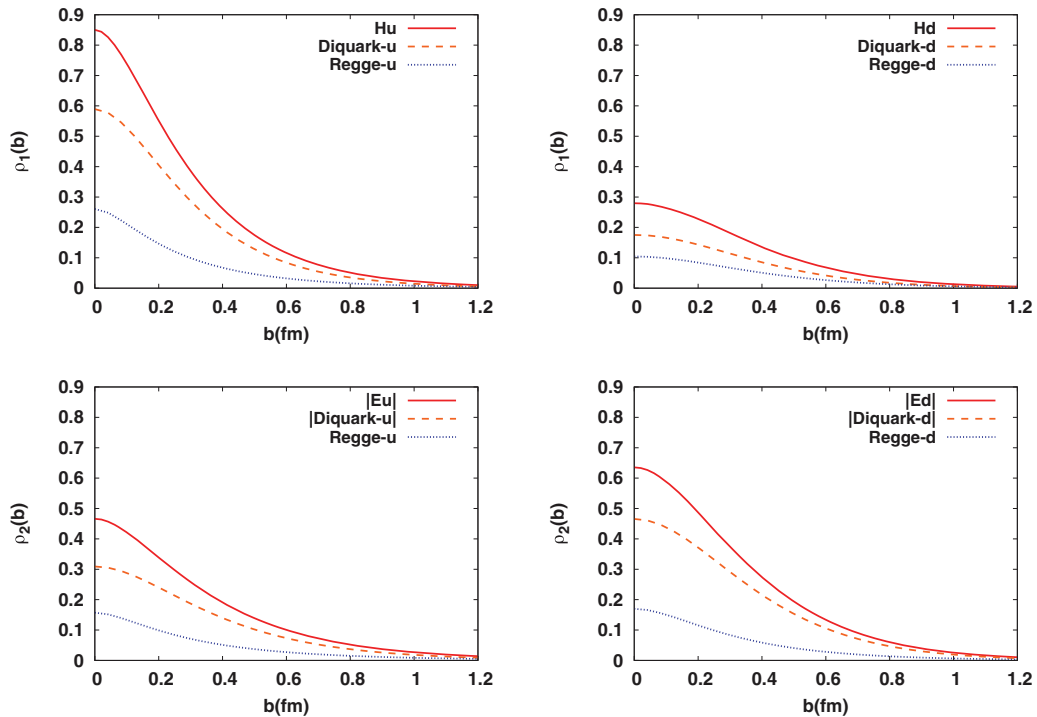 0.9
0.8
0.7
0.6
0.5
0.4
0.3
0.2
0.1
0
ρ1(b)
Hu
Diquark-u
Regge-u
0 0.2 0.4 0.6 0.8 1 1.2
b(fm)
0.9
0.8
0.7
0.6
0.5
0.4
0.3
0.2
0.1
0
ρ1(b)
Hd
Diquark-d
Regge-d
0 0.2 0.4 0.6 0.8 1 1.2
b(fm)
0.9
0.8
0.7
0.6
0.5
0.4
0.3
0.2
0.1
0
ρ2(b)
|Eu|
|Diquark-u|
Regge-u
0 0.2 0.4 0.6 0.8 1 1.2
b(fm)
0.9
0.8
0.7
0.6
0.5
0.4
0.3
0.2
0.1
0
ρ2(b)
|Ed|
|Diquark-d|
Regge-d
0 0.2 0.4 0.6 0.8 1 1.2
b(fm)